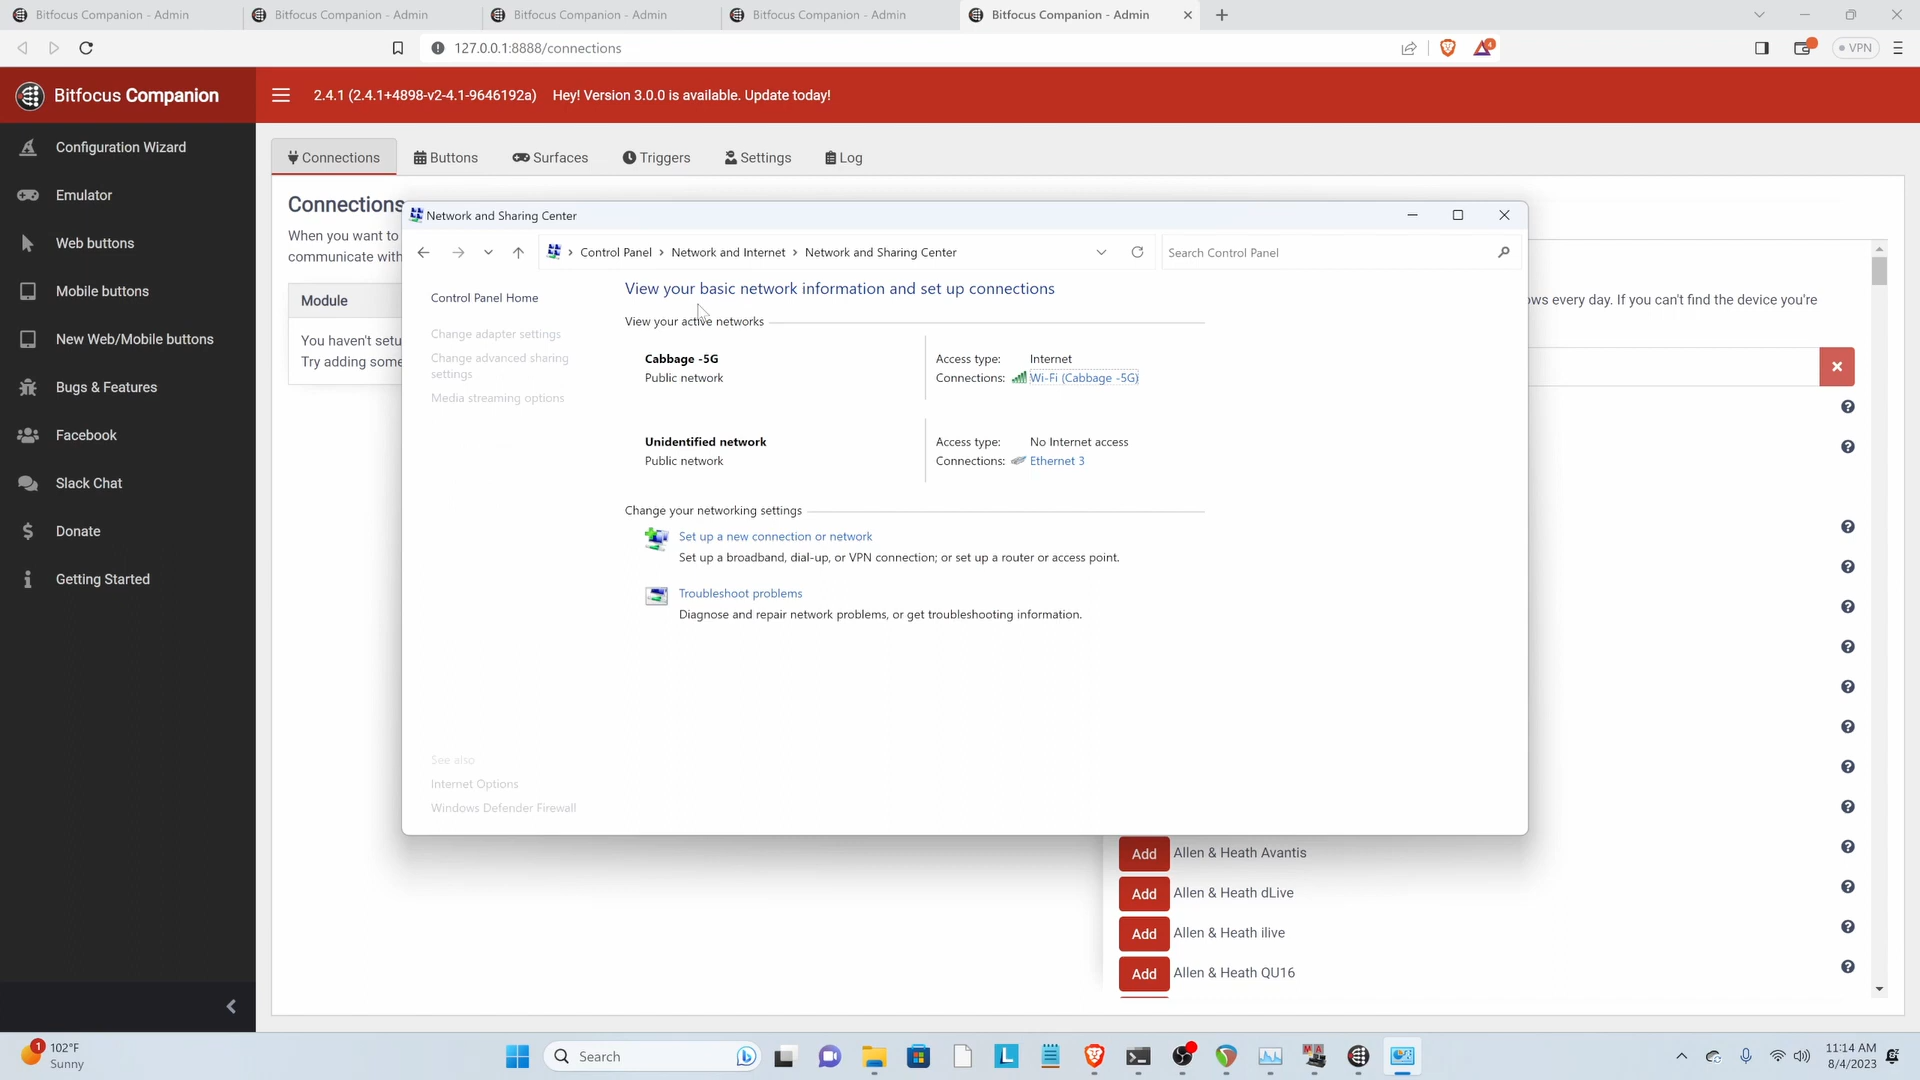 Bitfocus Companion - Admin
Bitfocus Companion - Admin
Bitfocus Companion - Admin
Bitfocus Companion - Admin
Bitfocus Companion - Admin
127.0.0.1:8888/connections
4
VPN
Bitfocus Companion
2.4.1 (2.4.1+4898-v2-4.1-9646192a) Hey! Version 3.0.0 is available. Update today!
Configuration Wizard
Emulator
Web buttons
Mobile buttons
New Web/Mobile buttons
Bugs & Features
Facebook
Slack Chat
Donate
Getting Started
Connections
Buttons
Surfaces
Triggers
Settings
Log
Connections
When you want to
communicate with
Module
You haven't setu
Try adding some
ows every day. If you can't find the device you're
Network and Sharing Center
Control Panel > Network and Internet > Network and Sharing Center
Search Control Panel
Control Panel Home
Change adapter settings
Change advanced sharing
settings
Media streaming options
See also
Internet Options
Windows Defender Firewall
View your basic network information and set up connections
View your active networks
Cabbage -5G
Public network
Access type: Internet
Connections: Wi-Fi (Cabbage -5G)
Unidentified network
Public network
Access type: No Internet access
Connections: Ethernet 3
Change your networking settings
Set up a new connection or network
Set up a broadband, dial-up, or VPN connection; or set up a router or access point.
Troubleshoot problems
Diagnose and repair network problems, or get troubleshooting information.
Add Allen & Heath Avantis
Add Allen & Heath dLive
Add Allen & Heath ilive
Add Allen & Heath QU16
1
102°F
Sunny
Search
L
MA
11:14 AM
8/4/2023